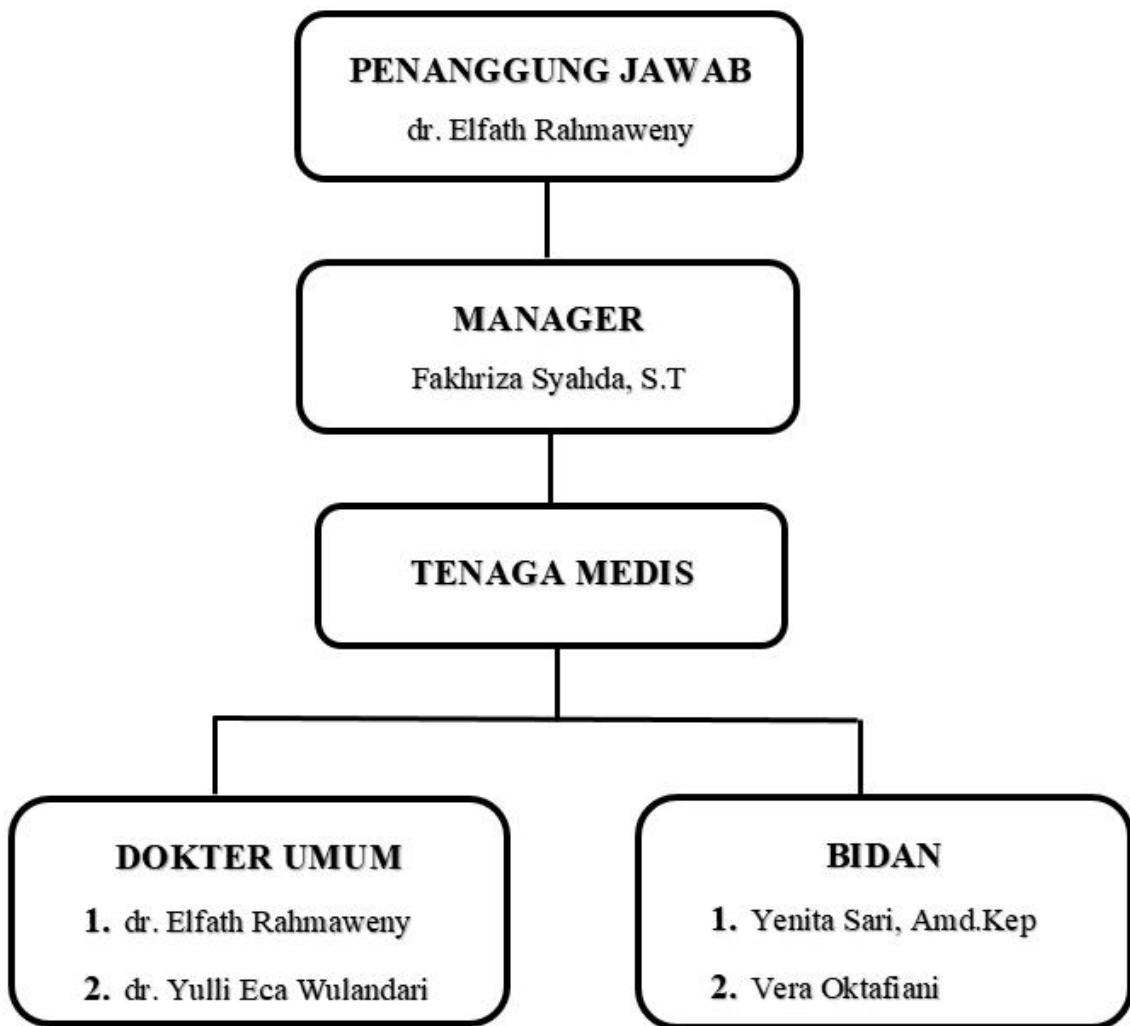 PENANGGUNG JAWAB
dr. Elfath Rahmaweny
MANAGER
Fakhriza Syahda, S.T
TENAGA MEDIS
DOKTER UMUM
1. dr. Elfath Rahmaweny
2. dr. Yulli Eca Wulandari
BIDAN
1. Yenita Sari, Amd.Kep
2. Vera Oktafiani